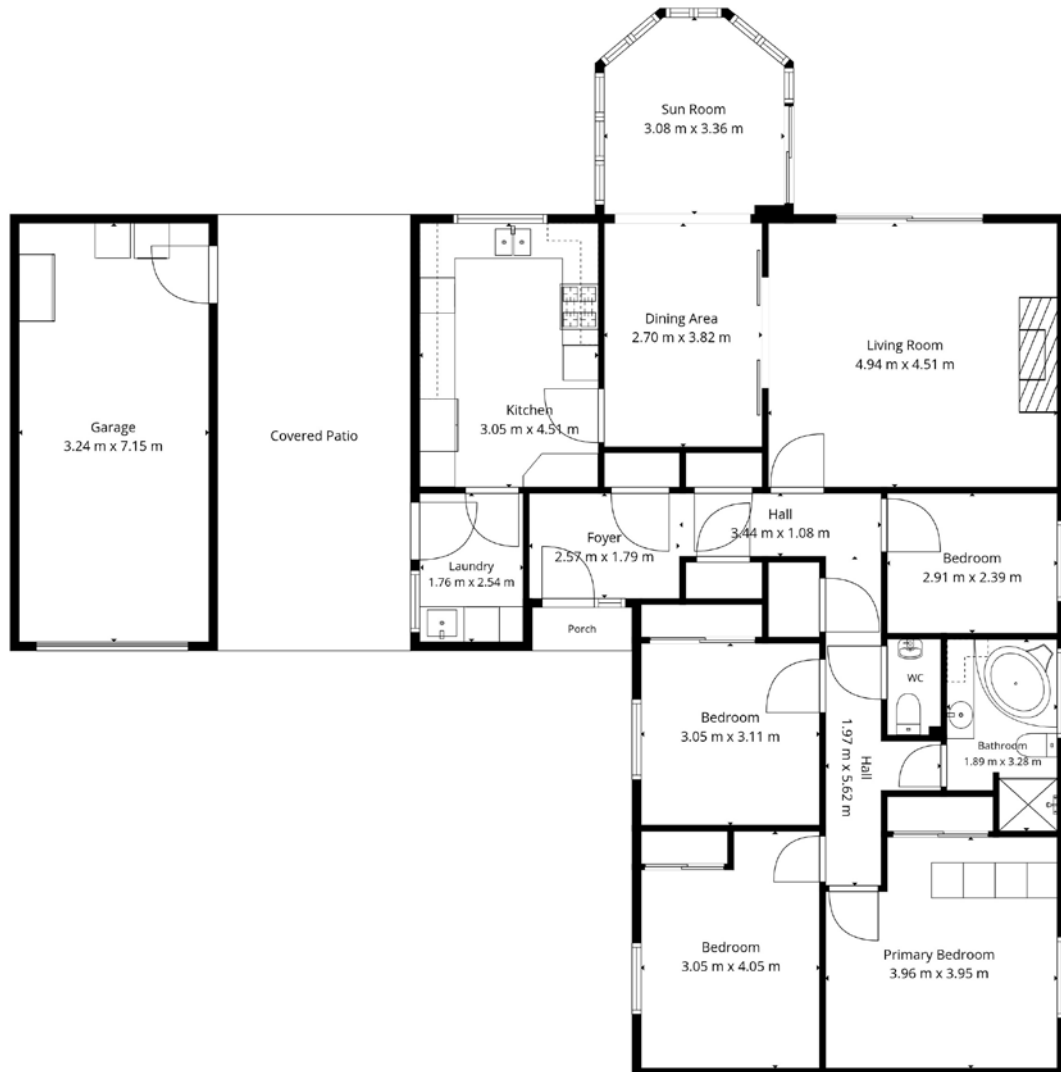 Sun Room
3.08 m x 3.36 m
Garage
3.24 m x 7.15 m
Covered Patio
Kitchen
3.05 m x 4.51 m
Dining Area
2.70 m x 3.82 m
Living Room
4.94 m x 4.51 m
Laundry
1.76 m x 2.54 m
Foyer
2.57 m x 1.79 m
Hall
3.44 m x 1.08 m
Bedroom
2.91 m x 2.39 m
Porch
Bedroom
3.05 m x 3.11 m
WC
Hall
1.97 m x 5.62 m
Bathroom
1.89 m x 3.28 m
Bedroom
3.05 m x 4.05 m
Primary Bedroom
3.96 m x 3.95 m